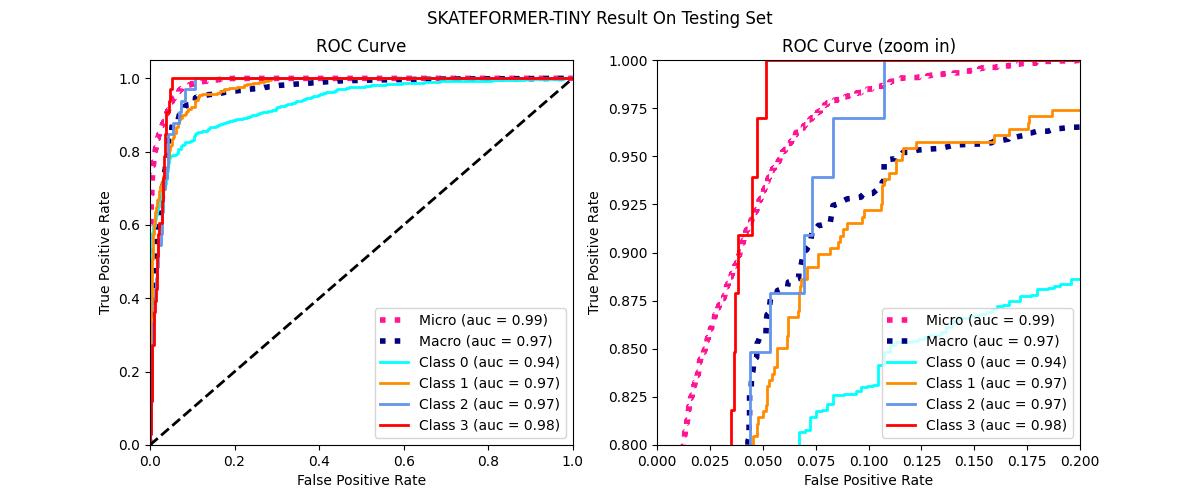 SKATEFORMER-TINY Result On Testing Set
ROC Curve
1.0
0.8
0.6
0.4
0.2
0.0
True Positive Rate
0.0 0.2 0.4 0.6 0.8 1.0
False Positive Rate
Micro (auc = 0.99)
Macro (auc = 0.97)
Class 0 (auc = 0.94)
Class 1 (auc = 0.97)
Class 2 (auc = 0.97)
Class 3 (auc = 0.98)
ROC Curve (zoom in)
1.000
0.975
0.950
0.925
0.900
0.875
0.850
0.825
0.800
True Positive Rate
0.000 0.025 0.050 0.075 0.100 0.125 0.150 0.175 0.200
False Positive Rate
Micro (auc = 0.99)
Macro (auc = 0.97)
Class 0 (auc = 0.94)
Class 1 (auc = 0.97)
Class 2 (auc = 0.97)
Class 3 (auc = 0.98)